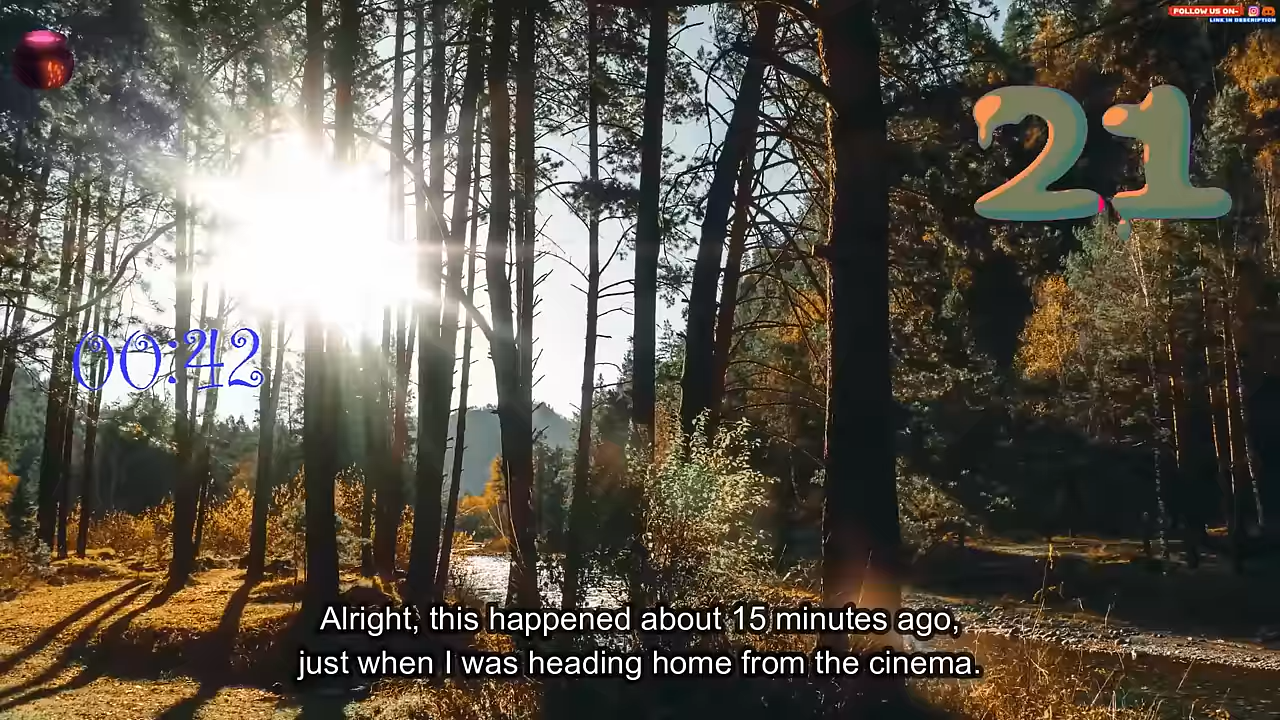 FOLLOW US ON-
LINK IN DESCRIPTION
21
00:42
Alright, this happened about 15 minutes ago,
just when I was heading home from the cinema.